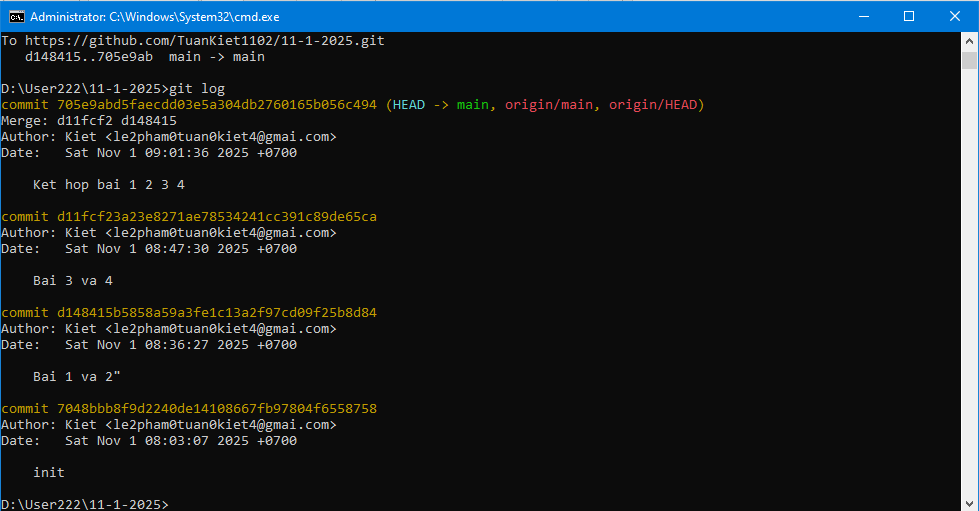 Administrator: C:\Windows\System32\cmd.exe
To https://github.com/TuanKiet1102/11-1-2025.git
   d148415..705e9ab  main -> main
D:\User222\11-1-2025>git log
commit 705e9abd5faecdd03e5a304db2760165b056c494 (HEAD -> main, origin/main, origin/HEAD)
Merge: d11fcf2 d148415
Author: Kiet <le2pham0tuan0kiet4@gmai.com>
Date:   Sat Nov 1 09:01:36 2025 +0700
    Ket hop bai 1 2 3 4
commit d11fcf23a23e8271ae78534241cc391c89de65ca
Author: Kiet <le2pham0tuan0kiet4@gmai.com>
Date:   Sat Nov 1 08:47:30 2025 +0700
    Bai 3 va 4
commit d148415b5858a59a3fe1c13a2f97cd09f25b8d84
Author: Kiet <le2pham0tuan0kiet4@gmai.com>
Date:   Sat Nov 1 08:36:27 2025 +0700
    Bai 1 va 2"
commit 7048bbb8f9d2240de14108667fb97804f6558758
Author: Kiet <le2pham0tuan0kiet4@gmai.com>
Date:   Sat Nov 1 08:03:07 2025 +0700
    init
D:\User222\11-1-2025>